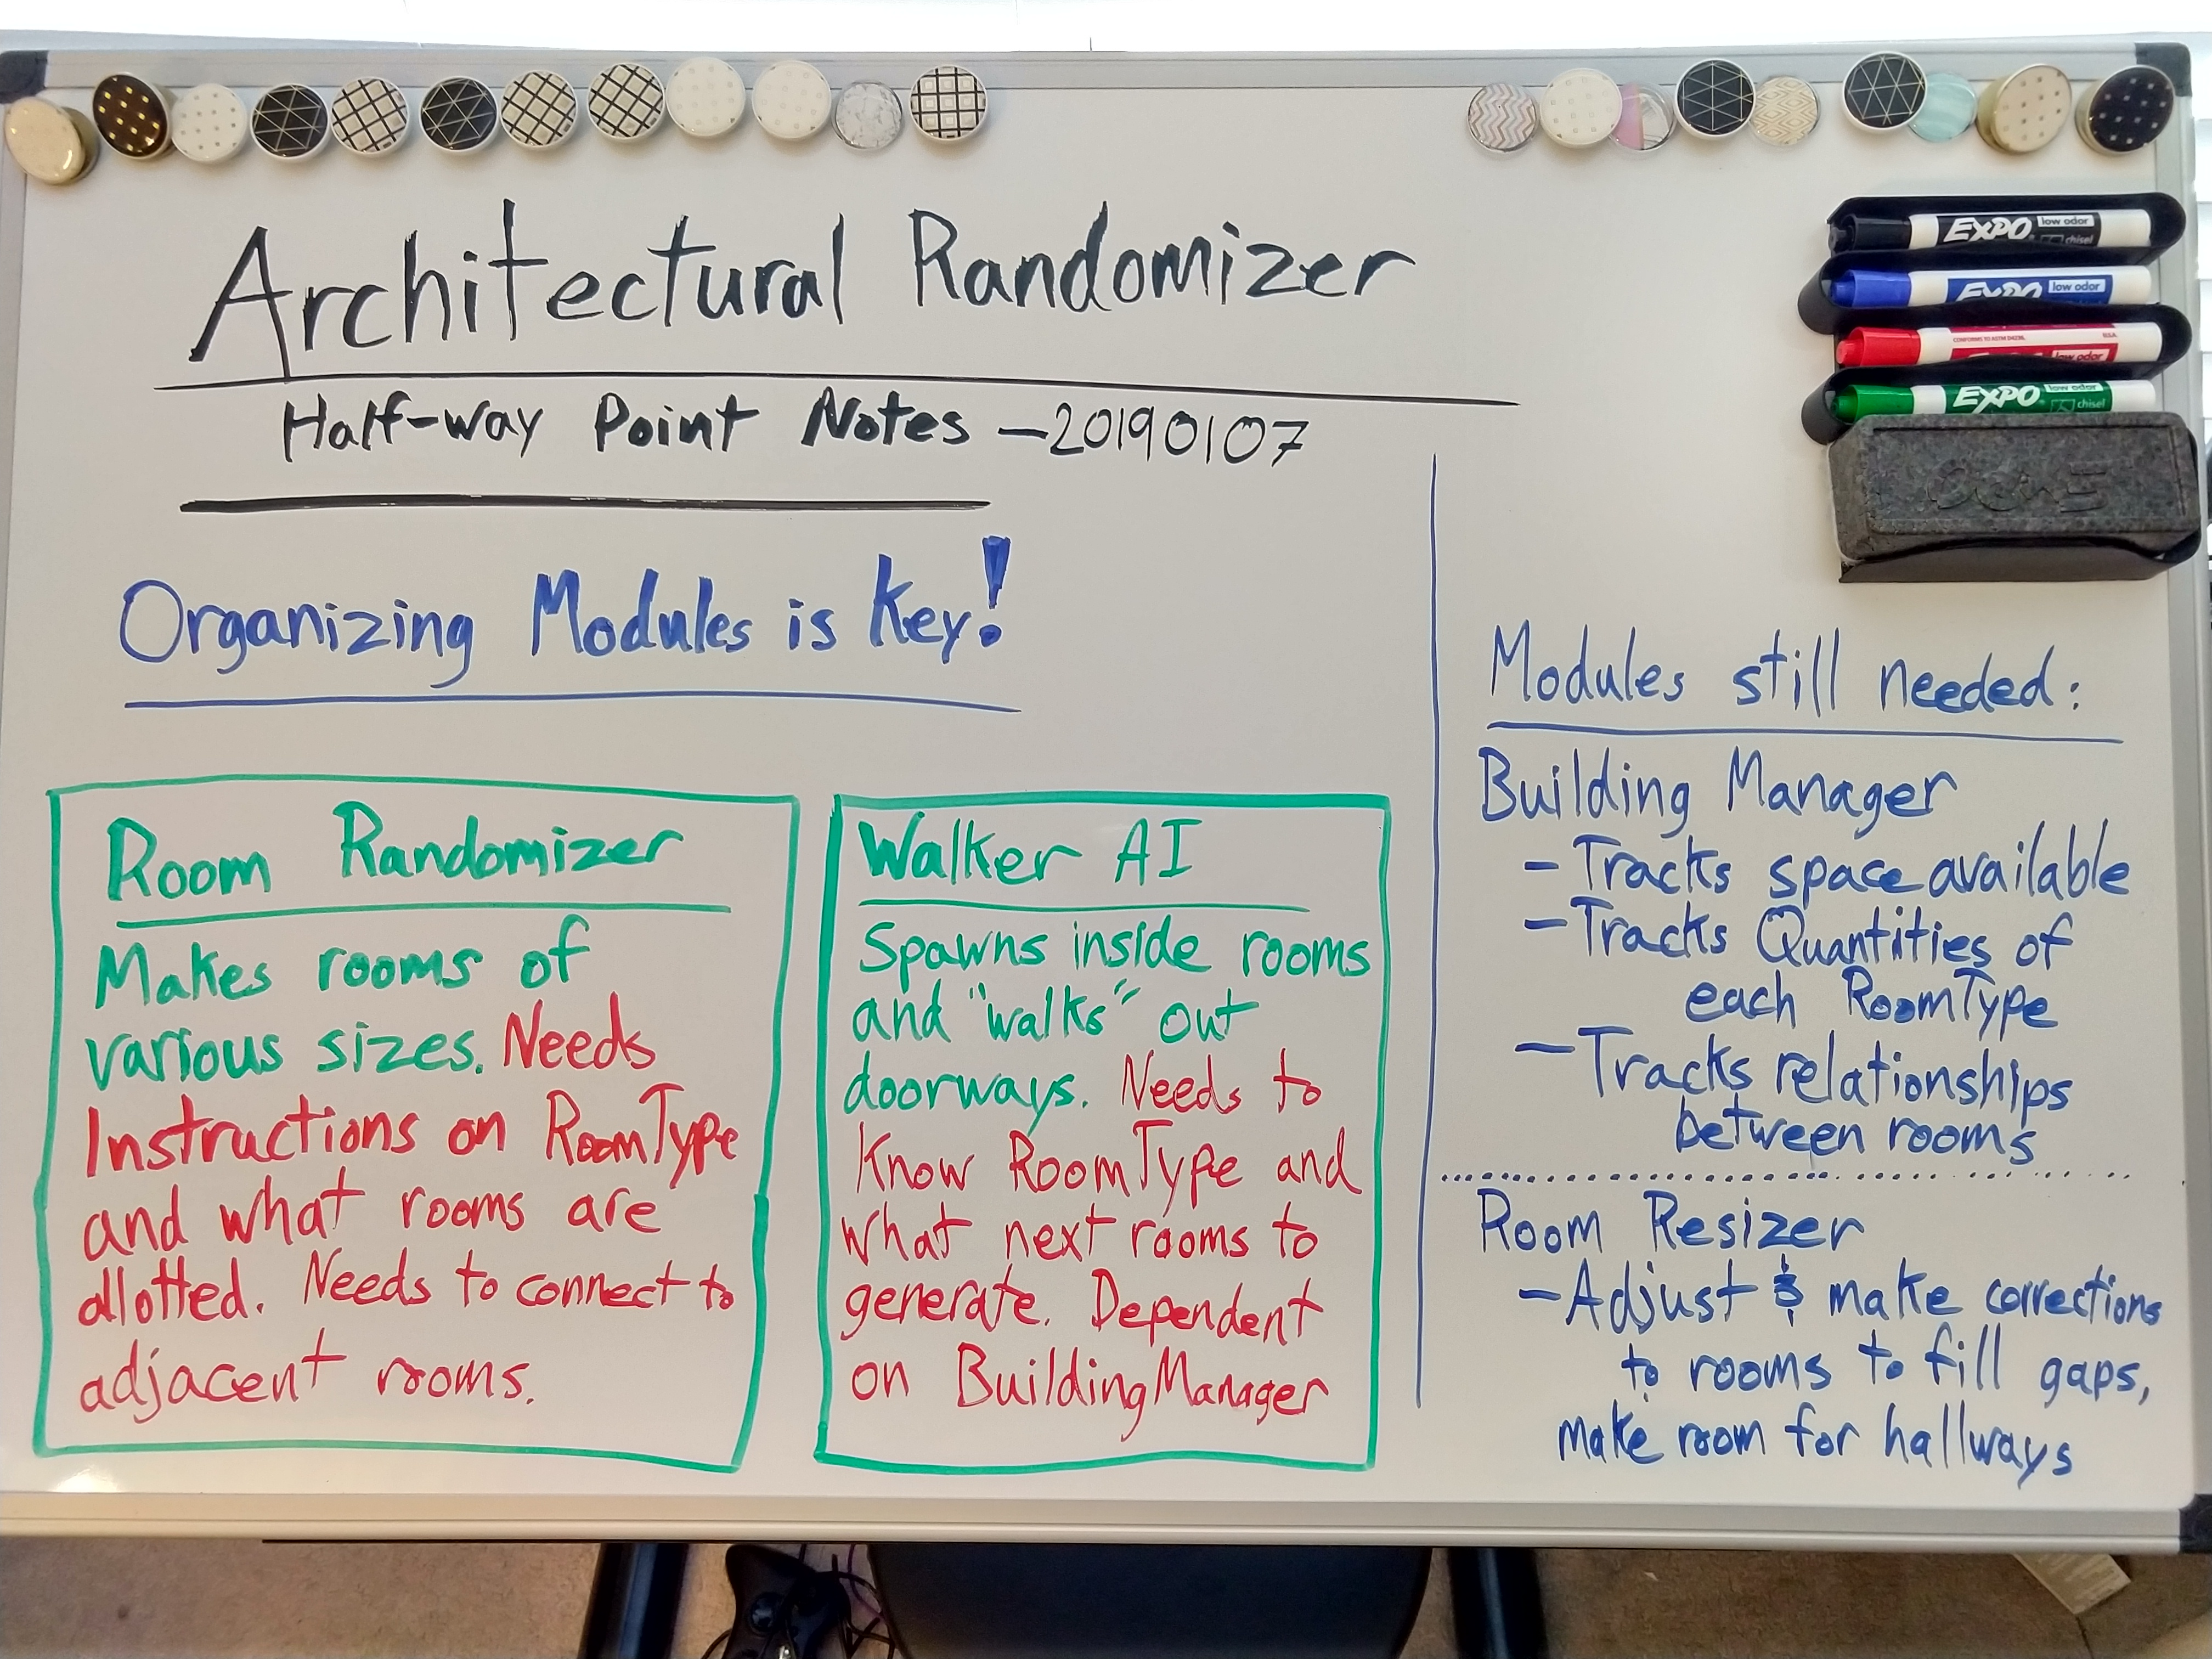 Architectural Randomizer
Half-way Point Notes - 20190107
Organizing Modules is Key!
Room Randomizer
Makes rooms of
various sizes. Needs
Instructions on RoomType
and what rooms are
allotted. Needs to connect to
adjacent rooms.
Walker AI
Spawns inside rooms
and "walks" out
doorways. Needs to
Know RoomType and
what next rooms to
generate. Dependent
on BuildingManager
Modules still needed:
Building Manager
- Tracks space available
- Tracks Quantities of
each RoomType
- Tracks relationships
between rooms
Room Resizer
- Adjust & make corrections
to rooms to fill gaps,
make room for hallways
EXPO low odor
chisel
EXPO low odor
CONFORMS TO ASTM D4236 USA
low odor
EXPO low odor
chisel